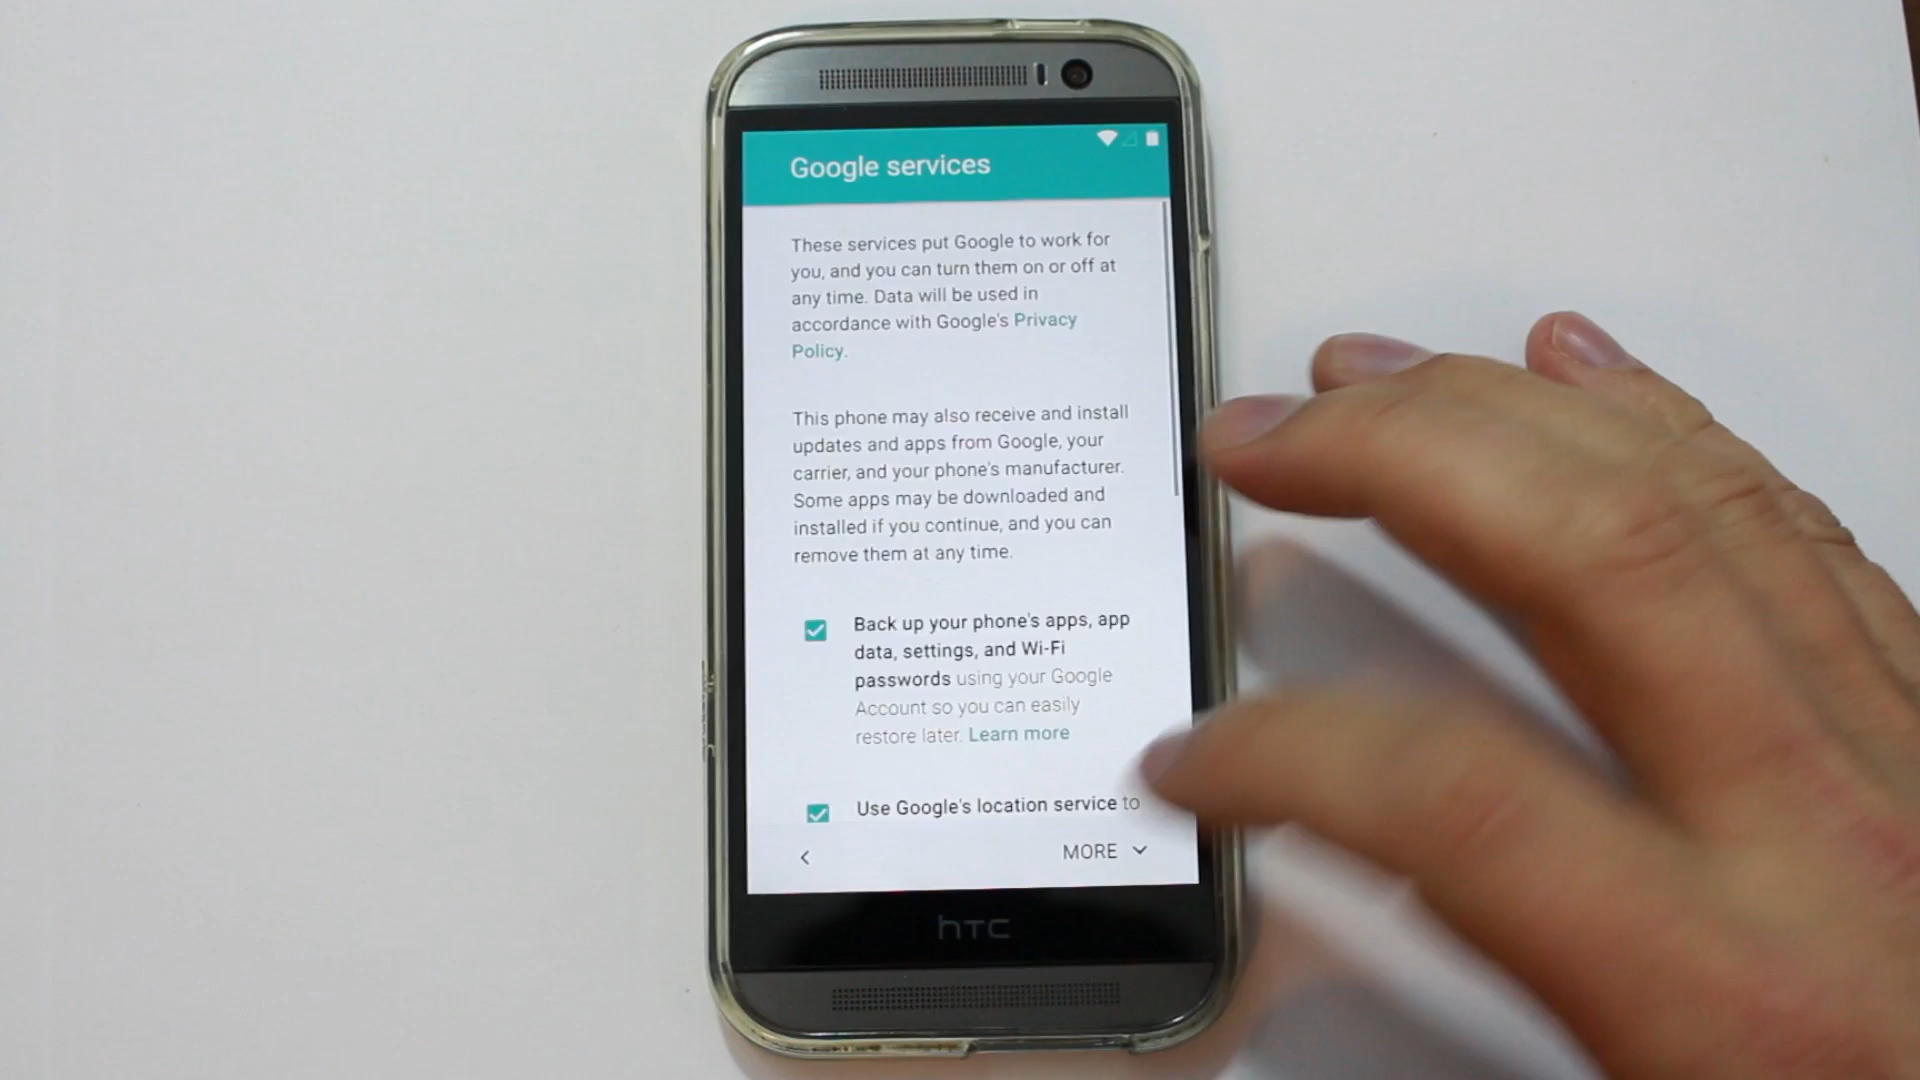 Google services
These services put Google to work for
you, and you can turn them on or off at
any time. Data will be used in
accordance with Google's Privacy
Policy.
This phone may also receive and install
updates and apps from Google, your
carrier, and your phone's manufacturer.
Some apps may be downloaded and
installed if you continue, and you can
remove them at any time.
Back up your phone's apps, app
data, settings, and Wi-Fi
passwords using your Google
Account so you can easily
restore later. Learn more
Use Google's location service to
MORE
hTC